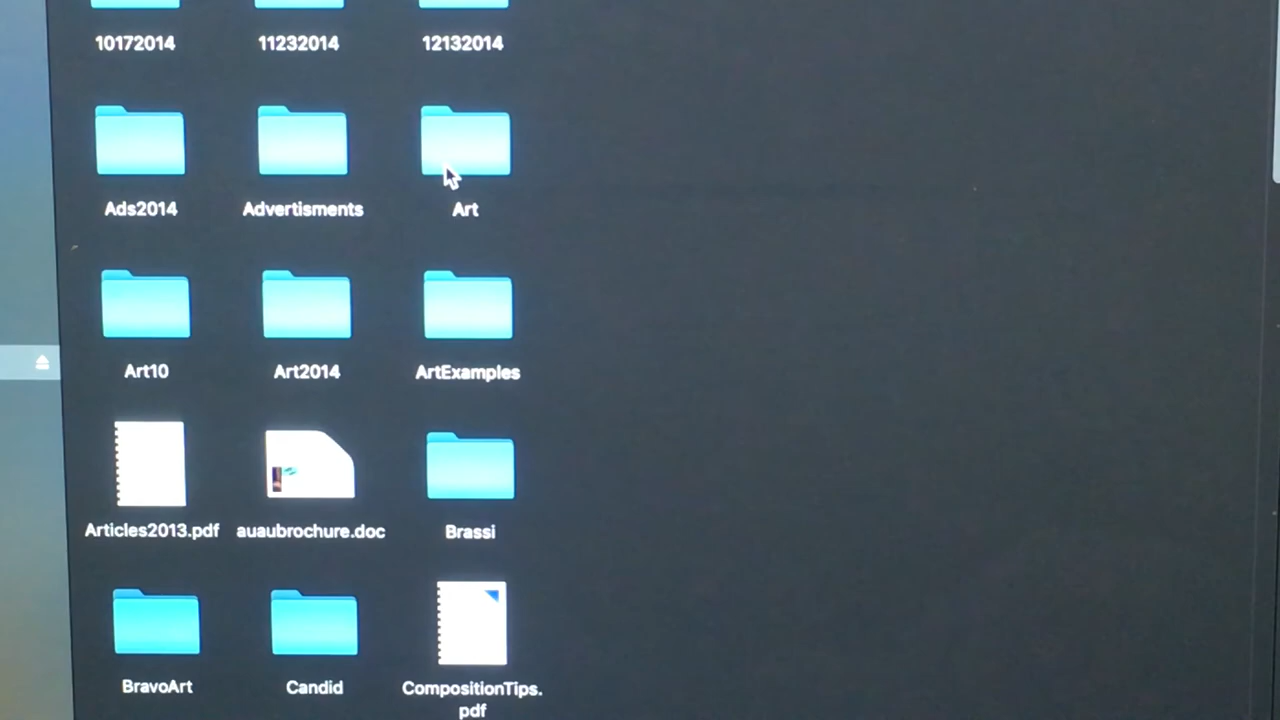 10172014 11232014 12132014
Ads2014 Advertisments Art
Art10 Art2014 ArtExamples
Articles2013.pdf auaubrochure.doc Brassi
BravoArt Candid CompositionTips.
pdf